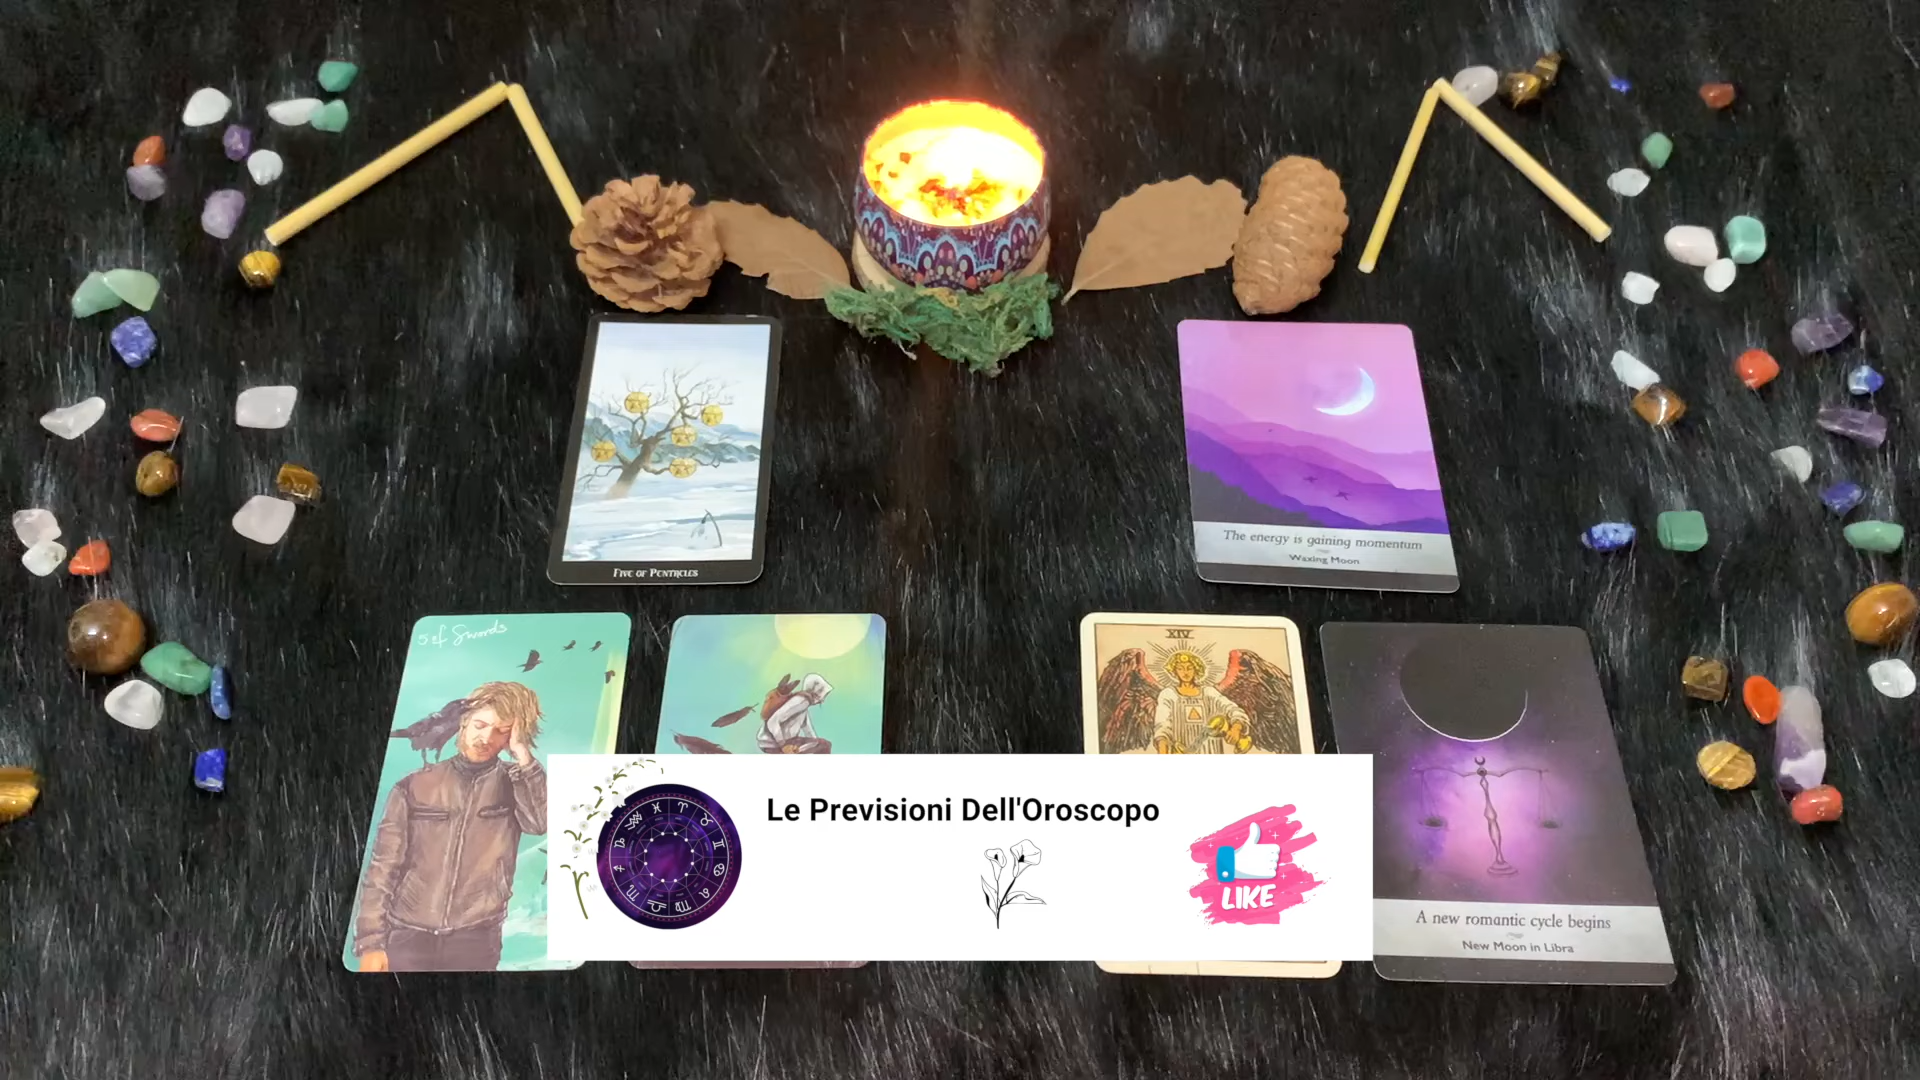 Five of Pentacles
The energy is gaining momentum
Waxing Moon
5 of Swords
XIV
Le Previsioni Dell'Oroscopo
LIKE
A new romantic cycle begins
New Moon in Libra